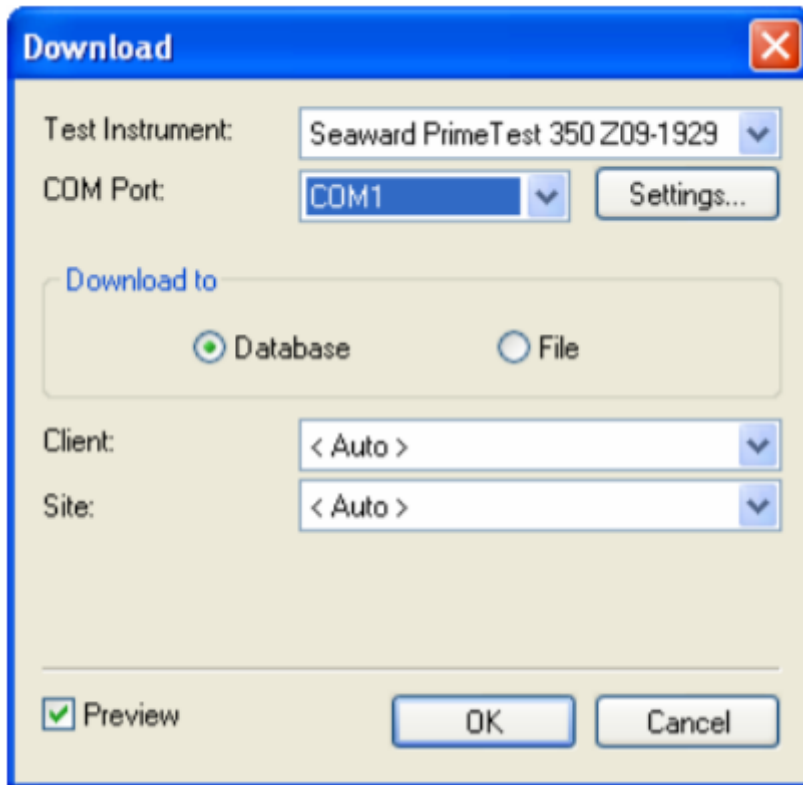 Download
Test Instrument: Seaward PrimeTest 350 Z09-1929
COM Port: COM1 Settings...
Download to
Database File
Client: < Auto >
Site: < Auto >
Preview OK Cancel